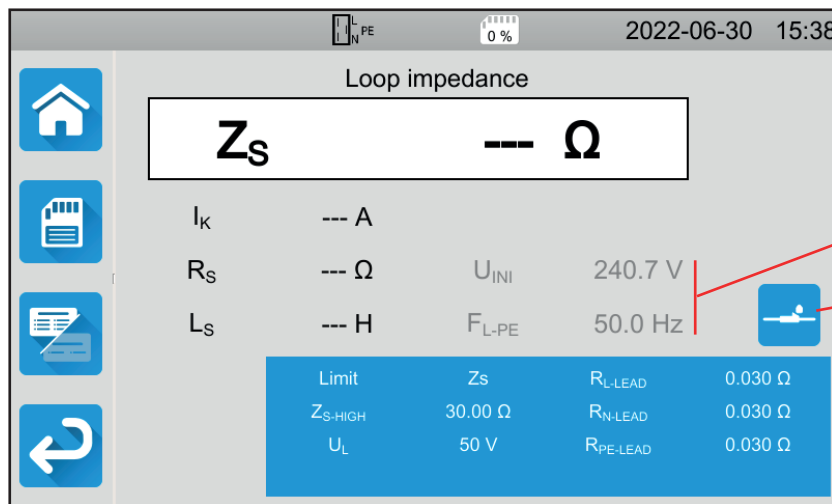 L N PE 0 % 2022-06-30 15:38
Loop impedance
ZS --- Ω
IK --- A
RS --- Ω UINI 240.7 V
LS --- H FL-PE 50.0 Hz
Limit Zs RL-LEAD 0.030 Ω
ZS-HIGH 30.00 Ω RN-LEAD 0.030 Ω
UL 50 V RPE-LEAD 0.030 Ω